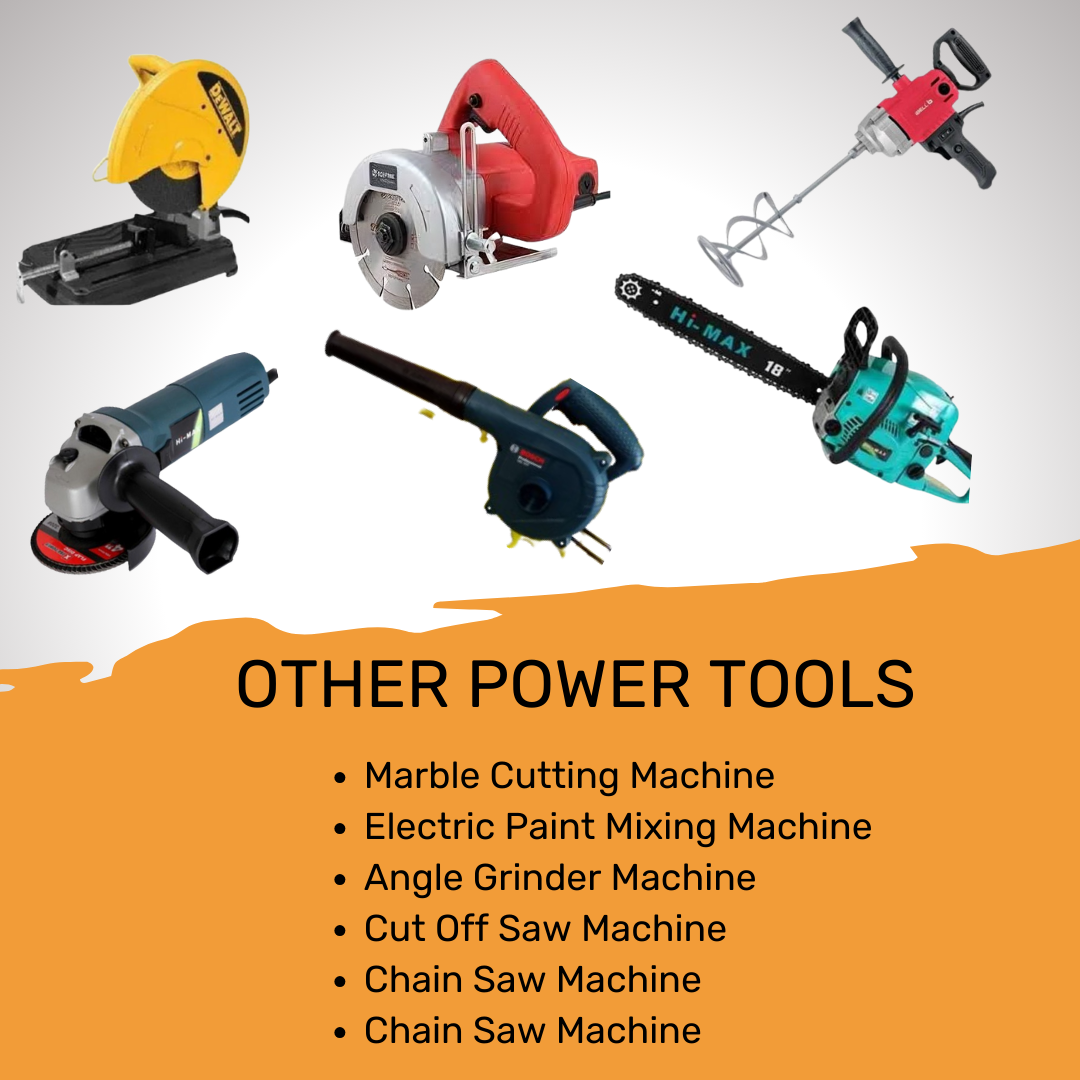 DEWALT
Hi-MAX
18"
BOSCH
OTHER POWER TOOLS
• Marble Cutting Machine
• Electric Paint Mixing Machine
• Angle Grinder Machine
• Cut Off Saw Machine
• Chain Saw Machine
• Chain Saw Machine